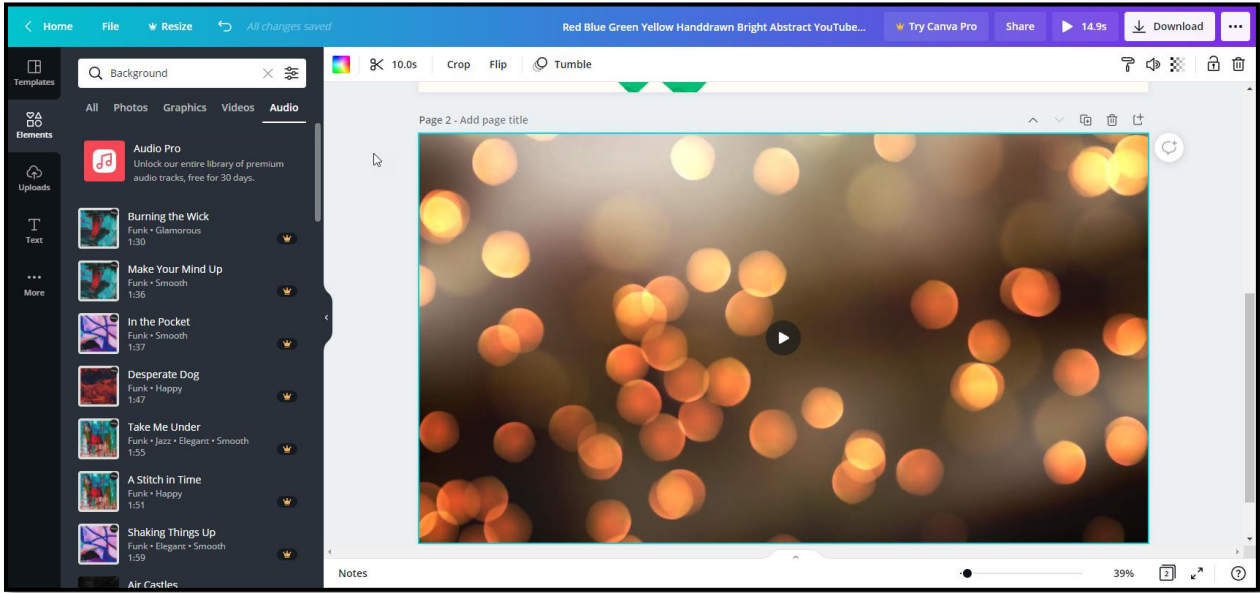 Home File Resize All changes saved Red Blue Green Yellow Handdrawn Bright Abstract YouTube... Try Canva Pro Share 14.9s Download
Templates
Elements
Uploads
Text
More
Background
All Photos Graphics Videos Audio
Audio Pro
Unlock our entire library of premium
audio tracks, free for 30 days.
Burning the Wick
Funk • Glamorous
1:30
Make Your Mind Up
Funk • Smooth
1:36
In the Pocket
Funk • Smooth
1:37
Desperate Dog
Funk • Happy
1:47
Take Me Under
Funk • Jazz • Elegant • Smooth
1:55
A Stitch in Time
Funk • Happy
1:51
Shaking Things Up
Funk • Elegant • Smooth
1:59
Air Castles
10.0s Crop Flip Tumble
Page 2 - Add page title
Notes 39% 2 ?